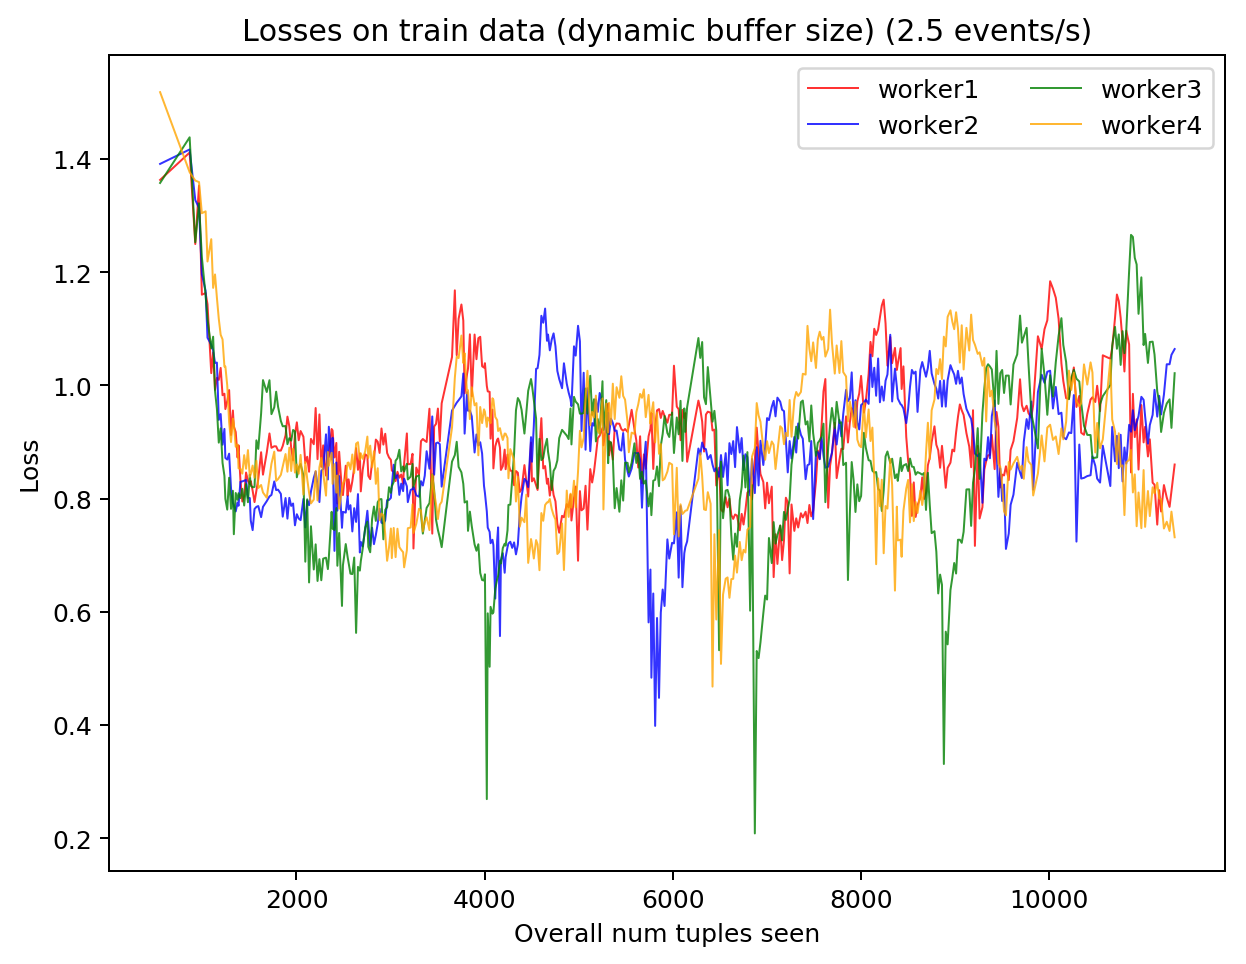 Losses on train data (dynamic buffer size) (2.5 events/s)
worker1
worker2
worker3
worker4
Loss
1.4
1.2
1.0
0.8
0.6
0.4
0.2
2000
4000
6000
8000
10000
Overall num tuples seen